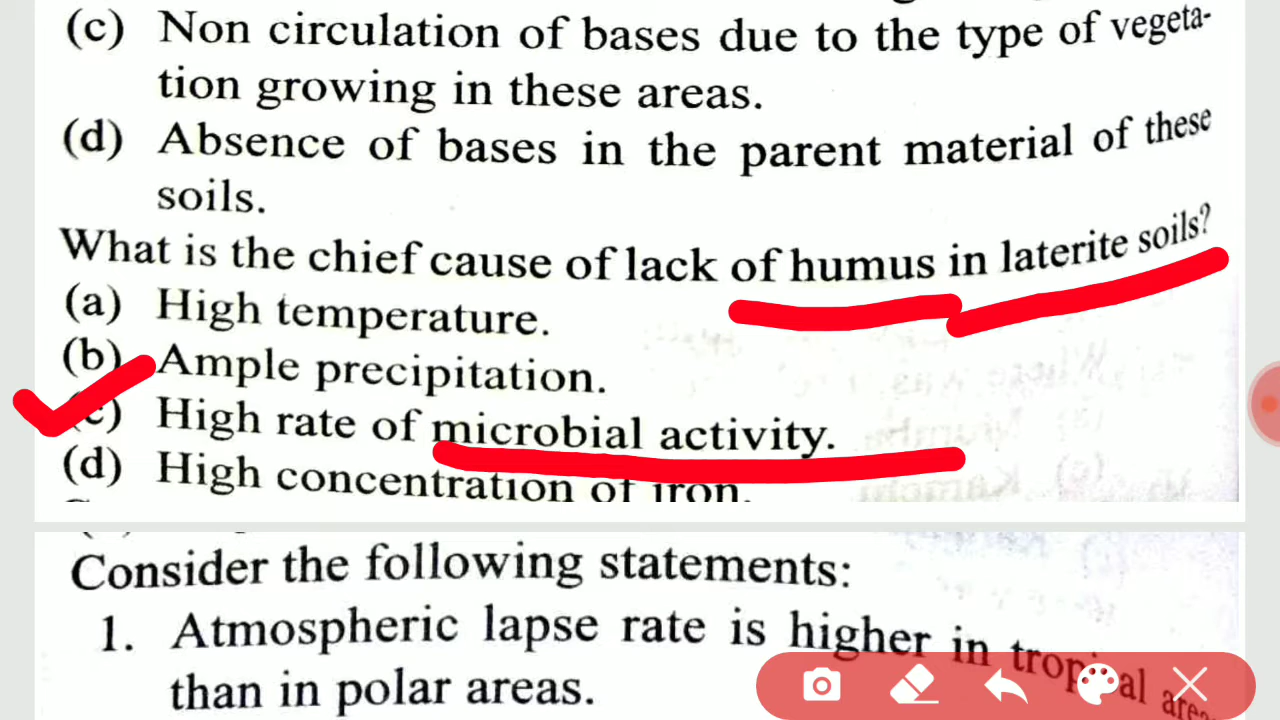 (c) Non circulation of bases due to the type of vegeta-
tion growing in these areas.
(d) Absence of bases in the parent material of these
soils.
What is the chief cause of lack of humus in laterite soils?
(a) High temperature.
(b) Ample precipitation.
(c) High rate of microbial activity.
(d) High concentration of iron.
Consider the following statements:
1. Atmospheric lapse rate is higher in tropical areas
than in polar areas.